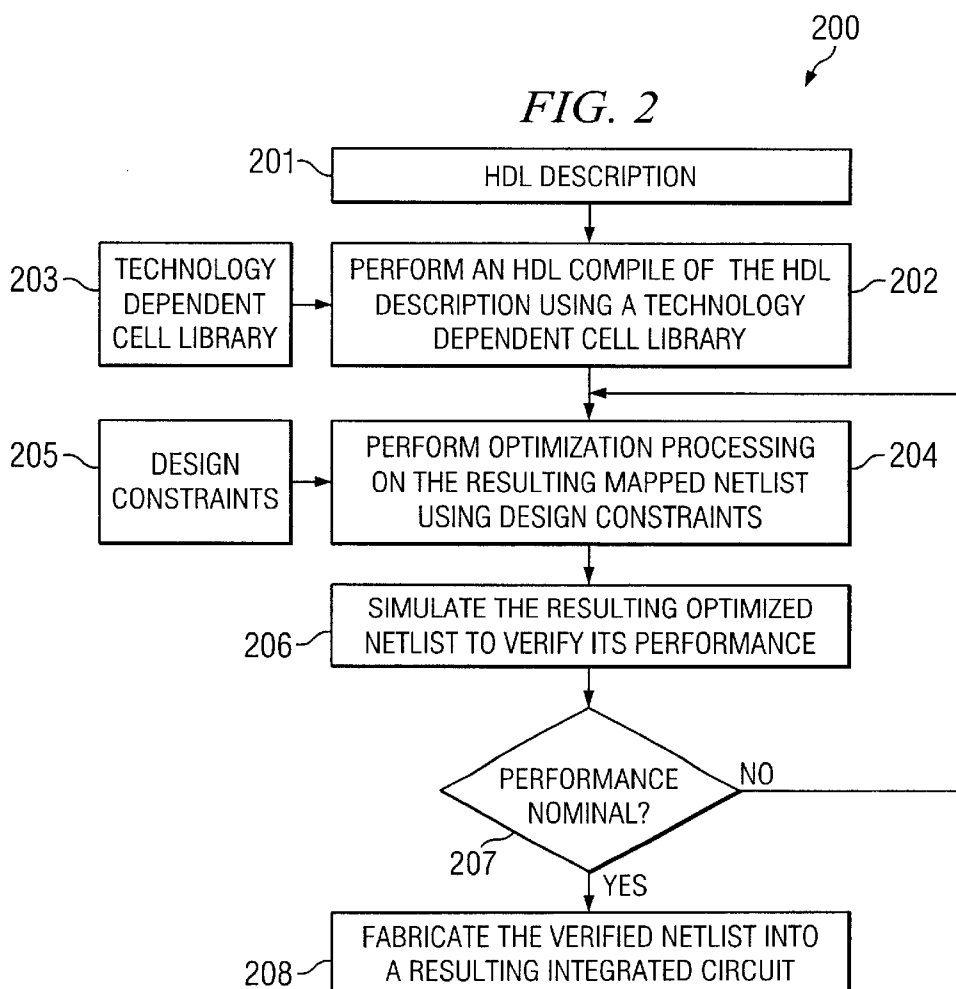 200
FIG. 2
201
HDL DESCRIPTION
203
TECHNOLOGY
DEPENDENT
CELL LIBRARY
PERFORM AN HDL COMPILE OF THE HDL
DESCRIPTION USING A TECHNOLOGY
DEPENDENT CELL LIBRARY
202
205
DESIGN
CONSTRAINTS
PERFORM OPTIMIZATION PROCESSING
ON THE RESULTING MAPPED NETLIST
USING DESIGN CONSTRAINTS
204
206
SIMULATE THE RESULTING OPTIMIZED
NETLIST TO VERIFY ITS PERFORMANCE
PERFORMANCE
NOMINAL?
NO
207
YES
208
FABRICATE THE VERIFIED NETLIST INTO
A RESULTING INTEGRATED CIRCUIT